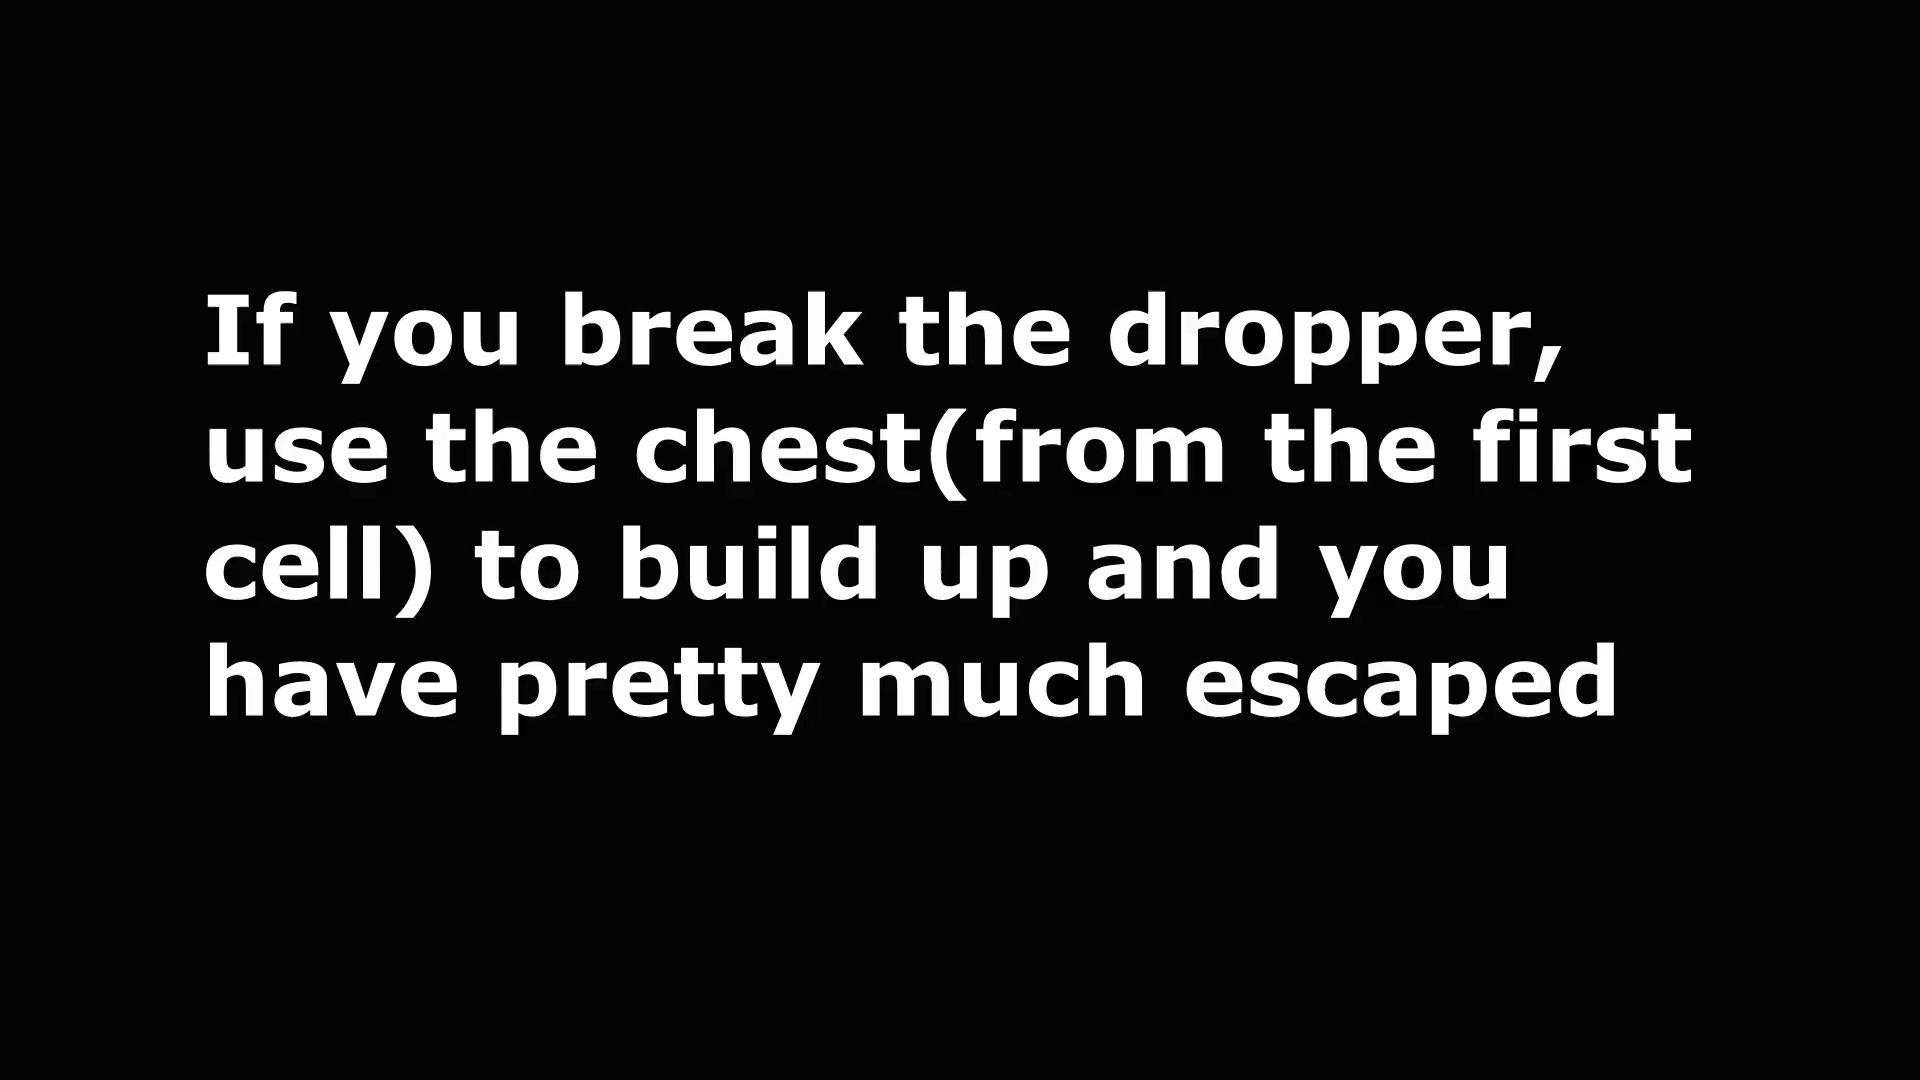 If you break the dropper,
use the chest(from the first
cell) to build up and you
have pretty much escaped